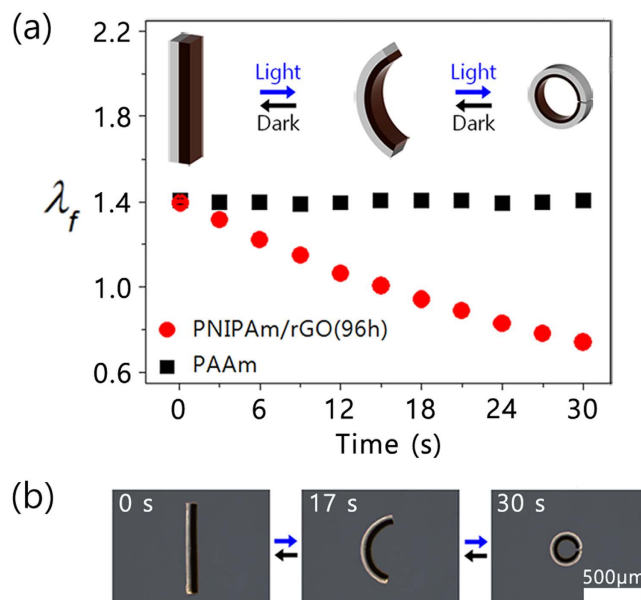 (a)
2.2
1.8
1.4
1.0
0.6
λf
Light
Dark
Light
Dark
PNIPAm/rGO(96h)
PAAm
0
6
12
18
24
30
Time (s)
(b)
0 s
17 s
30 s
500μm